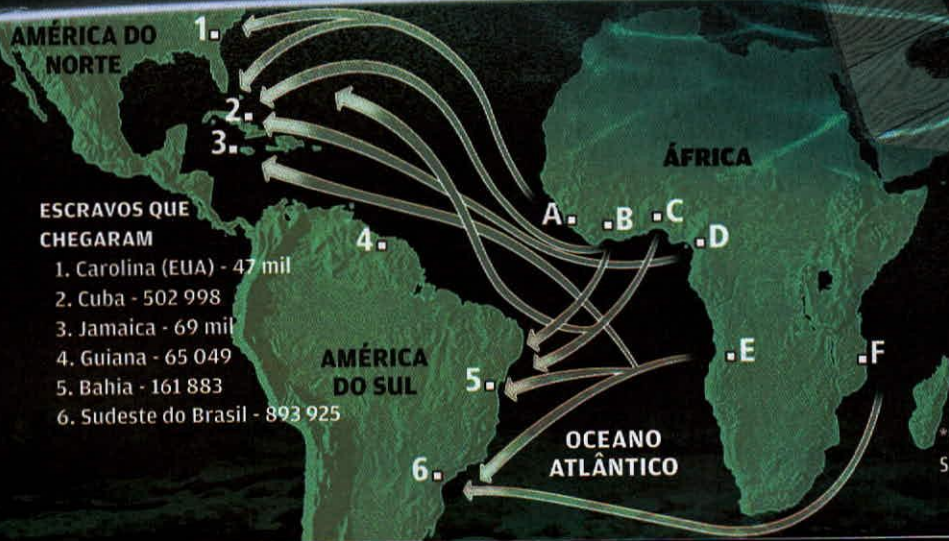 AMÉRICA DO
NORTE
1
2
3
ÁFRICA
A
B
C
D
ESCRAVOS QUE
CHEGARAM
1. Carolina (EUA) - 47 mil
2. Cuba - 502 998
3. Jamaica - 69 mil
4. Guiana - 65 049
5. Bahia - 161 883
6. Sudeste do Brasil - 893 925
4
AMÉRICA
DO SUL
5
E
F
OCEANO
ATLÂNTICO
6
*
S